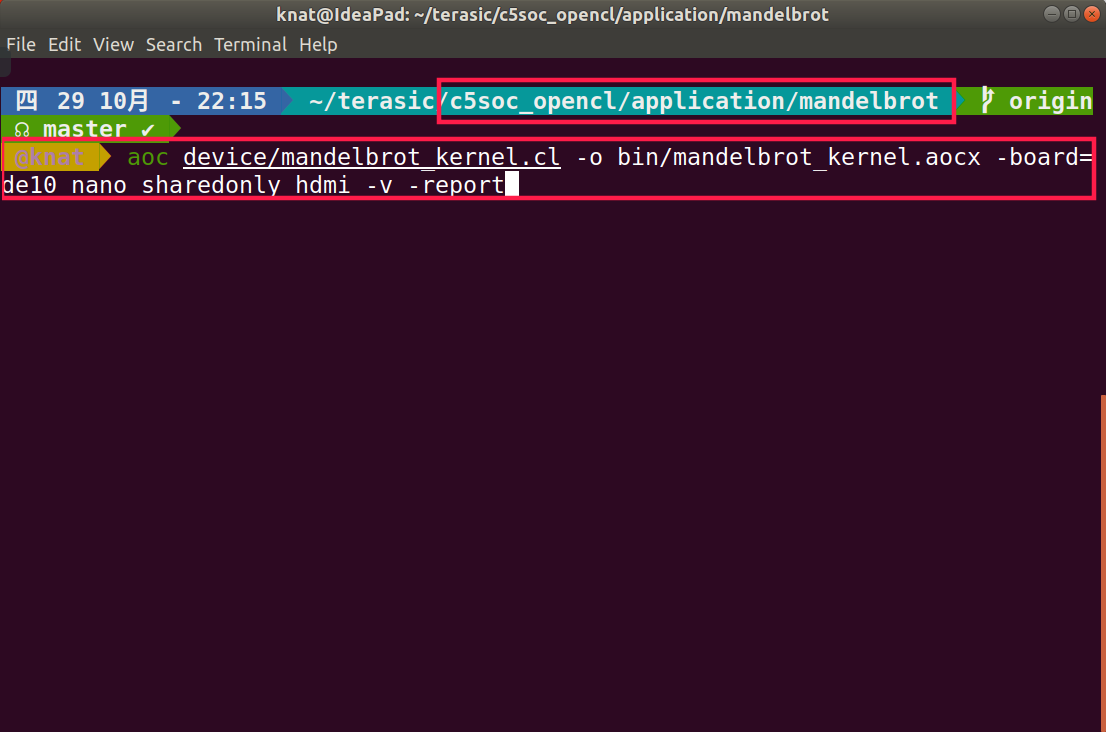 knat@IdeaPad: ~/terasic/c5soc_opencl/application/mandelbrot
File Edit View Search Terminal Help
四 29 10月 - 22:15 ~/terasic/c5soc_opencl/application/mandelbrot origin
master ✔
@knat aoc device/mandelbrot_kernel.cl -o bin/mandelbrot_kernel.aocx -board=
de10_nano_sharedonly_hdmi -v -report